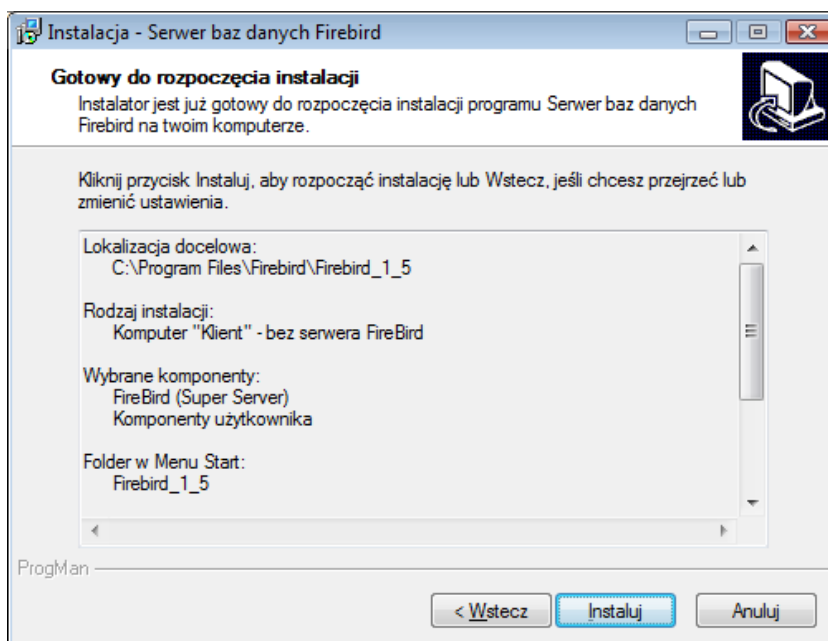 Instalacja - Serwer baz danych Firebird
Gotowy do rozpoczęcia instalacji
Instalator jest już gotowy do rozpoczęcia instalacji programu Serwer baz danych
Firebird na twoim komputerze.
Kliknij przycisk Instaluj, aby rozpocząć instalację lub Wstecz, jeśli chcesz przejrzeć lub
zmienić ustawienia.
Lokalizacja docelowa:
C:\Program Files\Firebird\Firebird_1_5
Rodzaj instalacji:
Komputer "Klient" - bez serwera FireBird
Wybrane komponenty:
FireBird (Super Server)
Komponenty użytkownika
Folder w Menu Start:
Firebird_1_5
ProgMan
< Wstecz Instaluj Anuluj